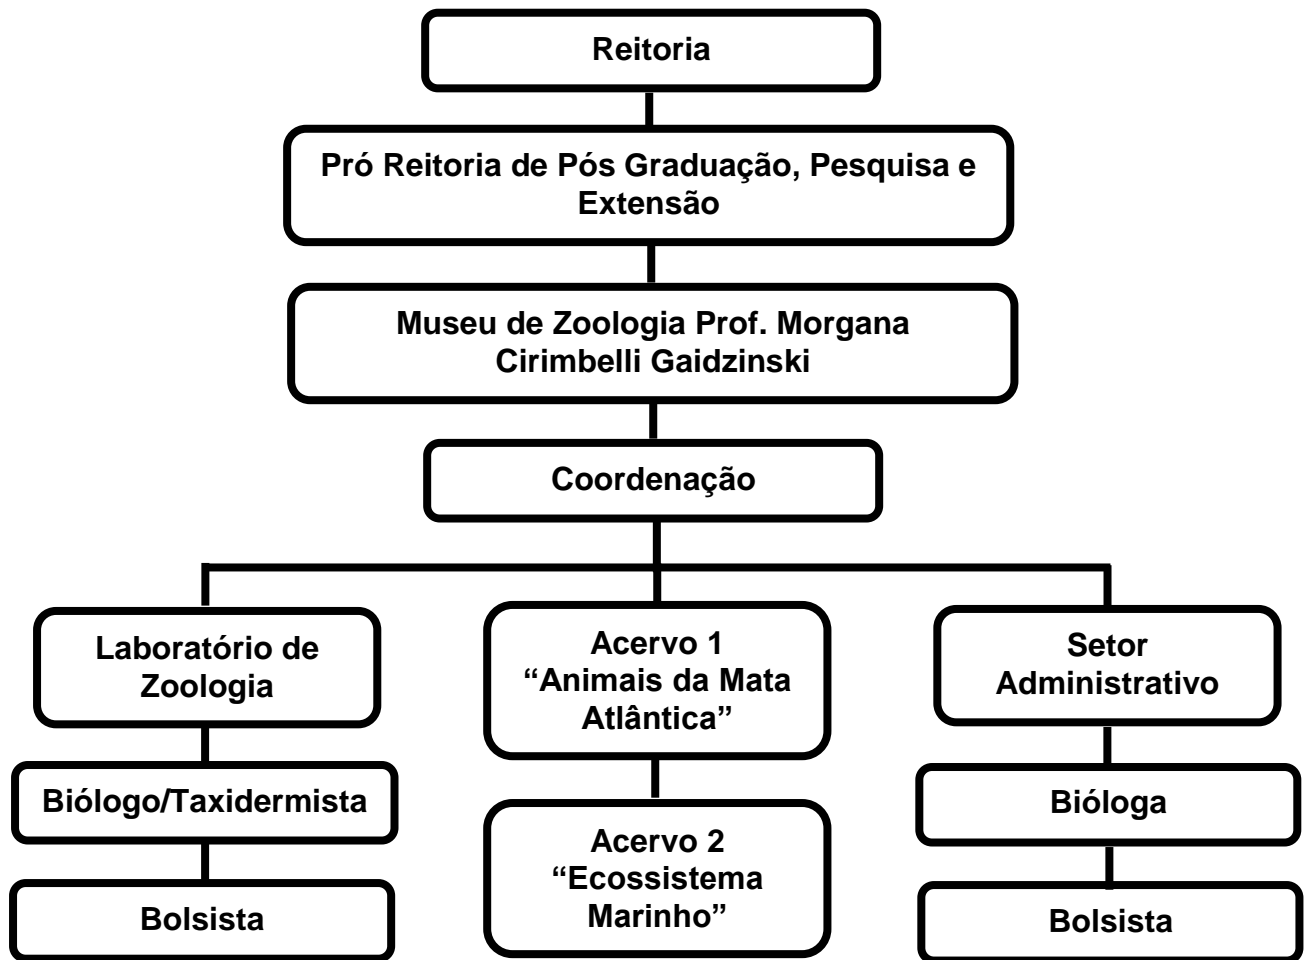 Reitoria
Pró Reitoria de Pós Graduação, Pesquisa e
Extensão
Museu de Zoologia Prof. Morgana
Cirimbelli Gaidzinski
Coordenação
Laboratório de
Zoologia
Biólogo/Taxidermista
Bolsista
Acervo 1
“Animais da Mata
Atlântica”
Acervo 2
“Ecossistema
Marinho”
Setor
Administrativo
Bióloga
Bolsista